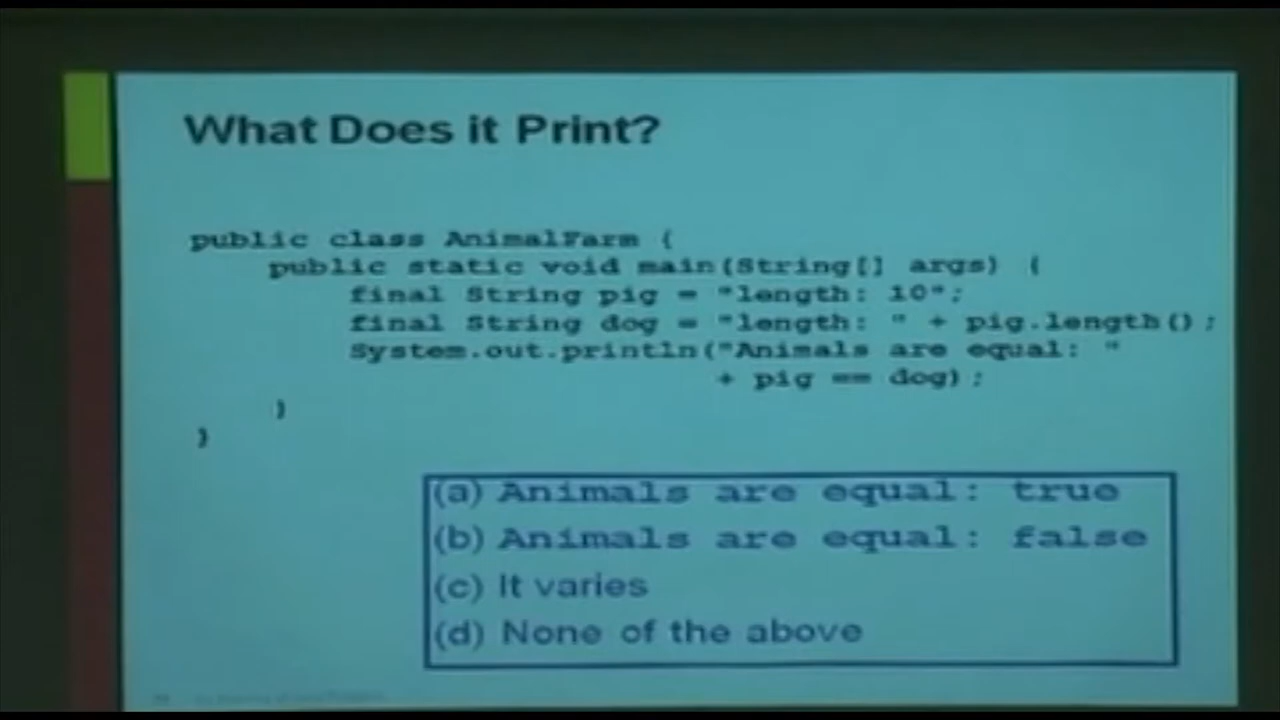 What Does it Print?
public class AnimalFarm {
public static void main(String[] args) {
final String pig = "length: 10";
final String dog = "length: " + pig.length();
System.out.println("Animals are equal: "
+ pig == dog);
}
}
(a) Animals are equal: true
(b) Animals are equal: false
(c) It varies
(d) None of the above